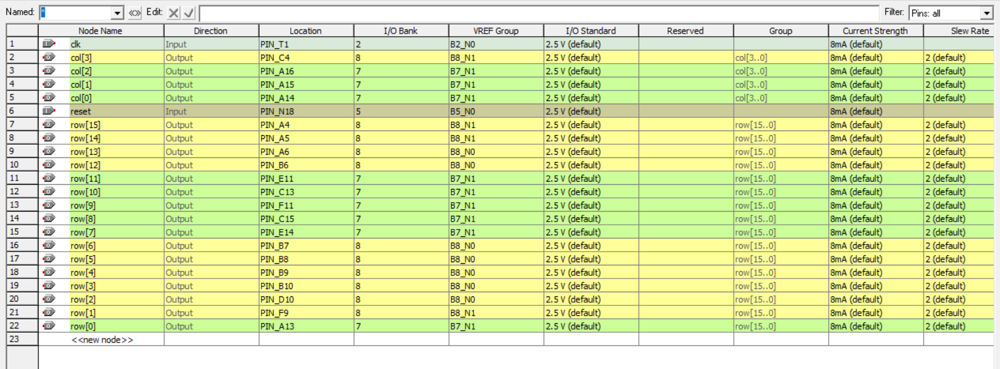 Named: * <<>> Edit: Filter: Pins: all
Node Name Direction Location I/O Bank VREF Group I/O Standard Reserved Group Current Strength Slew Rate
1 clk Input PIN_T1 2 B2_N0 2.5 V (default) 8mA (default)
2 col[3] Output PIN_C4 8 B8_N1 2.5 V (default) col[3..0] 8mA (default) 2 (default)
3 col[2] Output PIN_A16 7 B7_N1 2.5 V (default) col[3..0] 8mA (default) 2 (default)
4 col[1] Output PIN_A15 7 B7_N1 2.5 V (default) col[3..0] 8mA (default) 2 (default)
5 col[0] Output PIN_A14 7 B7_N1 2.5 V (default) col[3..0] 8mA (default) 2 (default)
6 reset Input PIN_N18 5 B5_N0 2.5 V (default) 8mA (default)
7 row[15] Output PIN_A4 8 B8_N1 2.5 V (default) row[15..0] 8mA (default) 2 (default)
8 row[14] Output PIN_A5 8 B8_N1 2.5 V (default) row[15..0] 8mA (default) 2 (default)
9 row[13] Output PIN_A6 8 B8_N0 2.5 V (default) row[15..0] 8mA (default) 2 (default)
10 row[12] Output PIN_B6 8 B8_N0 2.5 V (default) row[15..0] 8mA (default) 2 (default)
11 row[11] Output PIN_E11 7 B7_N1 2.5 V (default) row[15..0] 8mA (default) 2 (default)
12 row[10] Output PIN_C13 7 B7_N1 2.5 V (default) row[15..0] 8mA (default) 2 (default)
13 row[9] Output PIN_F11 7 B7_N1 2.5 V (default) row[15..0] 8mA (default) 2 (default)
14 row[8] Output PIN_C15 7 B7_N1 2.5 V (default) row[15..0] 8mA (default) 2 (default)
15 row[7] Output PIN_E14 7 B7_N1 2.5 V (default) row[15..0] 8mA (default) 2 (default)
16 row[6] Output PIN_B7 8 B8_N0 2.5 V (default) row[15..0] 8mA (default) 2 (default)
17 row[5] Output PIN_B8 8 B8_N0 2.5 V (default) row[15..0] 8mA (default) 2 (default)
18 row[4] Output PIN_B9 8 B8_N0 2.5 V (default) row[15..0] 8mA (default) 2 (default)
19 row[3] Output PIN_B10 8 B8_N0 2.5 V (default) row[15..0] 8mA (default) 2 (default)
20 row[2] Output PIN_D10 8 B8_N0 2.5 V (default) row[15..0] 8mA (default) 2 (default)
21 row[1] Output PIN_F9 8 B8_N1 2.5 V (default) row[15..0] 8mA (default) 2 (default)
22 row[0] Output PIN_A13 7 B7_N1 2.5 V (default) row[15..0] 8mA (default) 2 (default)
23 <<new node>>